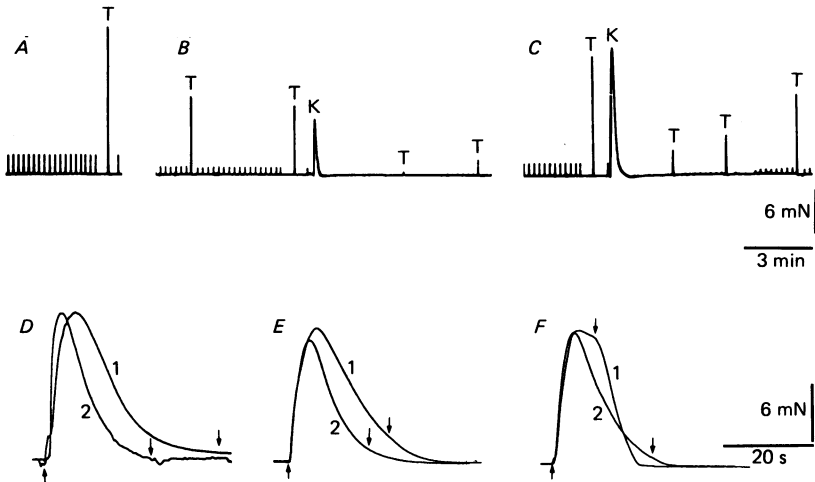 A T
B T T K T T
C T K T T T
6 mN
3 min
D 1 2
E 1 2
F 1 2
6 mN
20 s